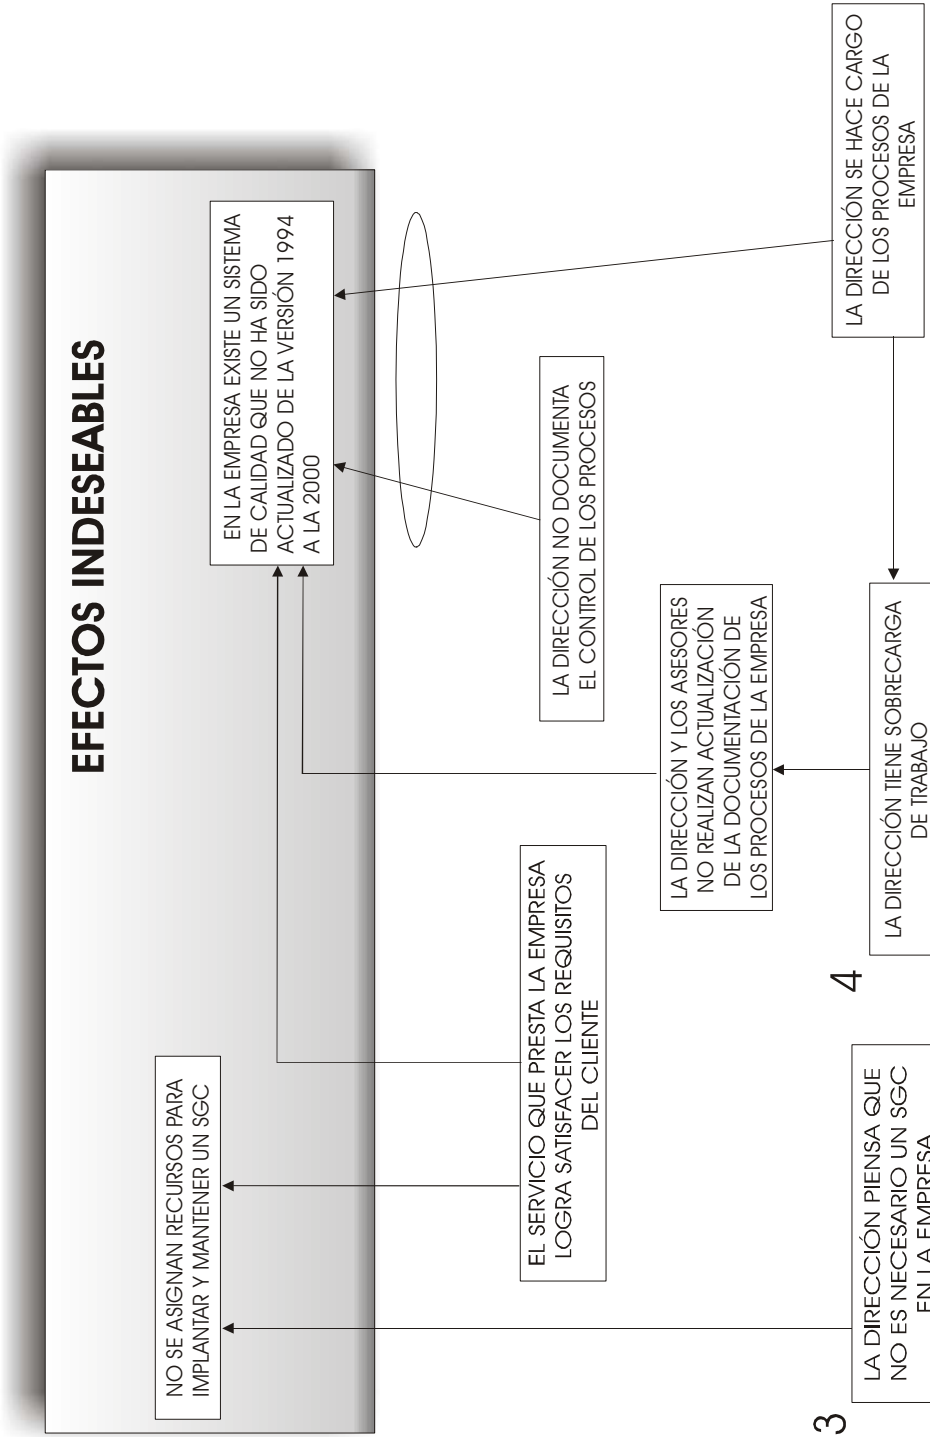 EFECTOS INDESEABLES
NO SE ASIGNAN RECURSOS PARA
IMPLANTAR Y MANTENER UN SGC
EN LA EMPRESA EXISTE UN SISTEMA
DE CALIDAD QUE NO HA SIDO
ACTUALIZADO DE LA VERSIÓN 1994
A LA 2000
EL SERVICIO QUE PRESTA LA EMPRESA
LOGRA SATISFACER LOS REQUISITOS
DEL CLIENTE
LA DIRECCIÓN NO DOCUMENTA
EL CONTROL DE LOS PROCESOS
LA DIRECCIÓN Y LOS ASESORES
NO REALIZAN ACTUALIZACIÓN
DE LA DOCUMENTACIÓN DE
LOS PROCESOS DE LA EMPRESA
3
LA DIRECCIÓN PIENSA QUE
NO ES NECESARIO UN SGC
EN LA EMPRESA
4
LA DIRECCIÓN TIENE SOBRECARGA
DE TRABAJO
LA DIRECCIÓN SE HACE CARGO
DE LOS PROCESOS DE LA
EMPRESA